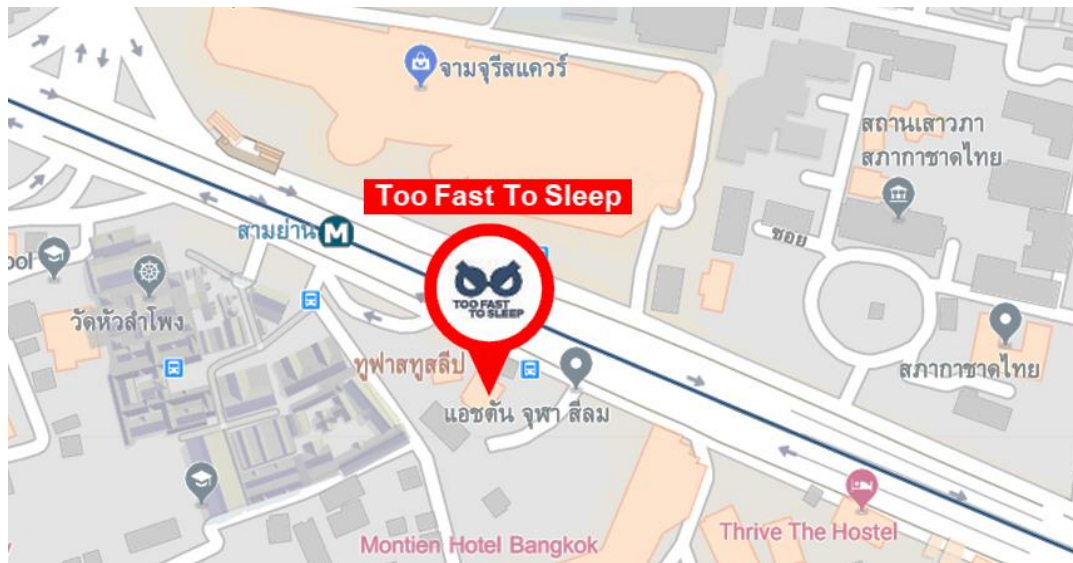 จามจุรีสแควร์
สถานเสาวภา
สภากาชาดไทย
Too Fast To Sleep
สามย่าน
M
ซอย
TOO FAST
TO SLEEP
วัดหัวลำโพง
ทูฟาสทูสลีป
สภากาชาดไทย
แอชตัน จุฬา สีลม
Thrive The Hostel
Montien Hotel Bangkok